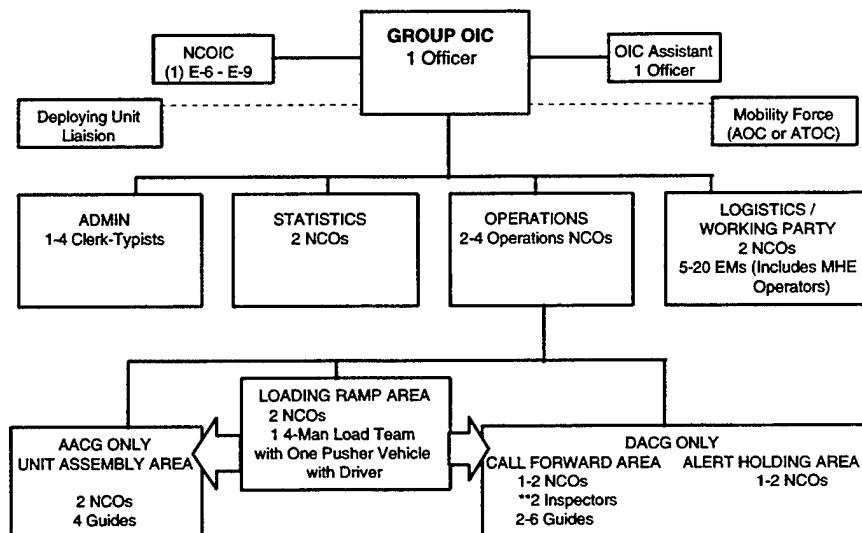 GROUP OIC
1 Officer
NCOIC
(1) E-6 - E-9
OIC Assistant
1 Officer
Deploying Unit
Liaison
Mobility Force
(AOC or ATOC)
ADMIN
1-4 Clerk-Typists
STATISTICS
2 NCOs
OPERATIONS
2-4 Operations NCOs
LOGISTICS /
WORKING PARTY
2 NCOs
5-20 EMs (Includes MHE
Operators)
LOADING RAMP AREA
2 NCOs
1 4-Man Load Team
with One Pusher Vehicle
with Driver
AACG ONLY
UNIT ASSEMBLY AREA
2 NCOs
4 Guides
DACG ONLY
CALL FORWARD AREA
1-2 NCOs
**2 Inspectors
2-6 Guides
ALERT HOLDING AREA
1-2 NCOs